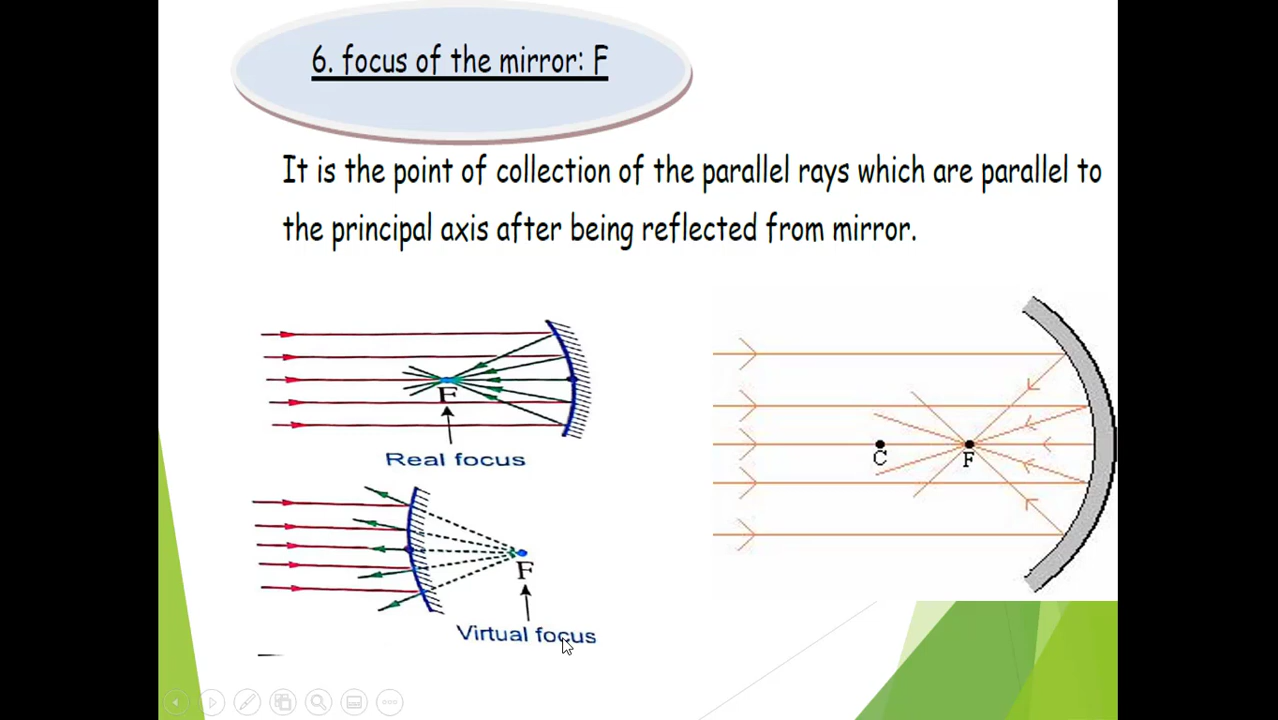 6. focus of the mirror: F
It is the point of collection of the parallel rays which are parallel to
the principal axis after being reflected from mirror.
F
Real focus
F
Virtual focus
C
F